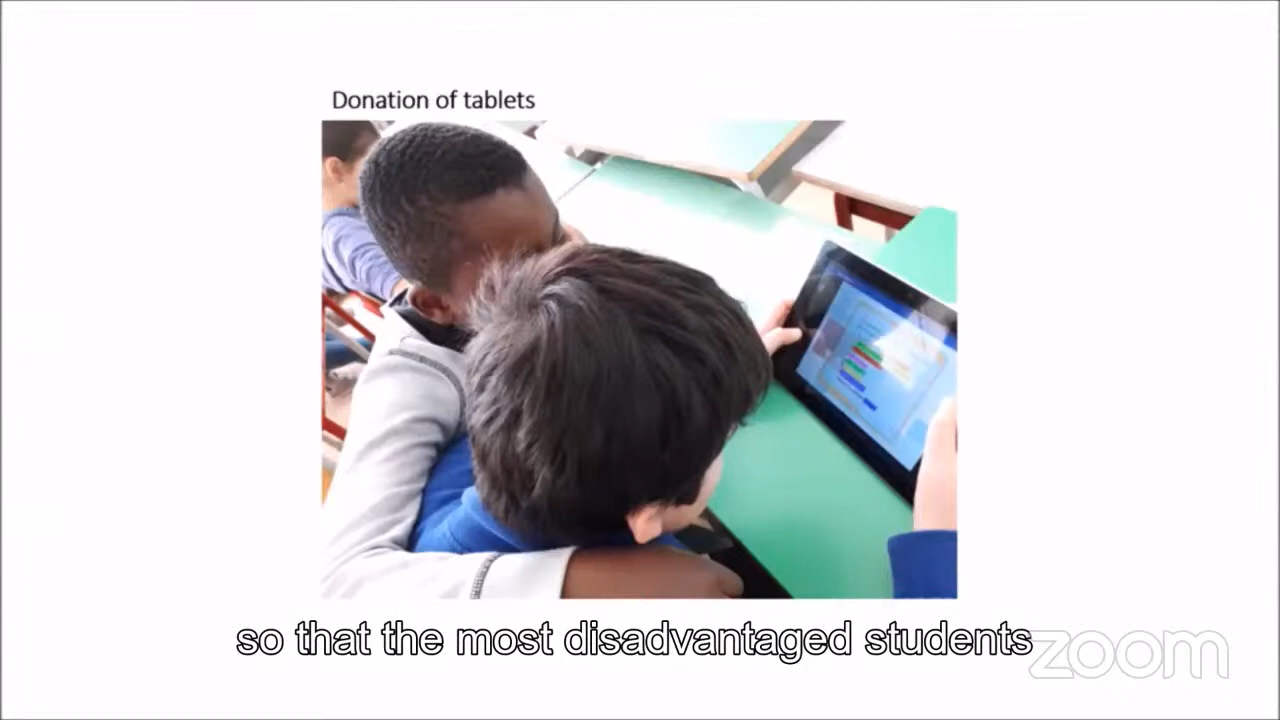 Donation of tablets
so that the most disadvantaged students
zoom